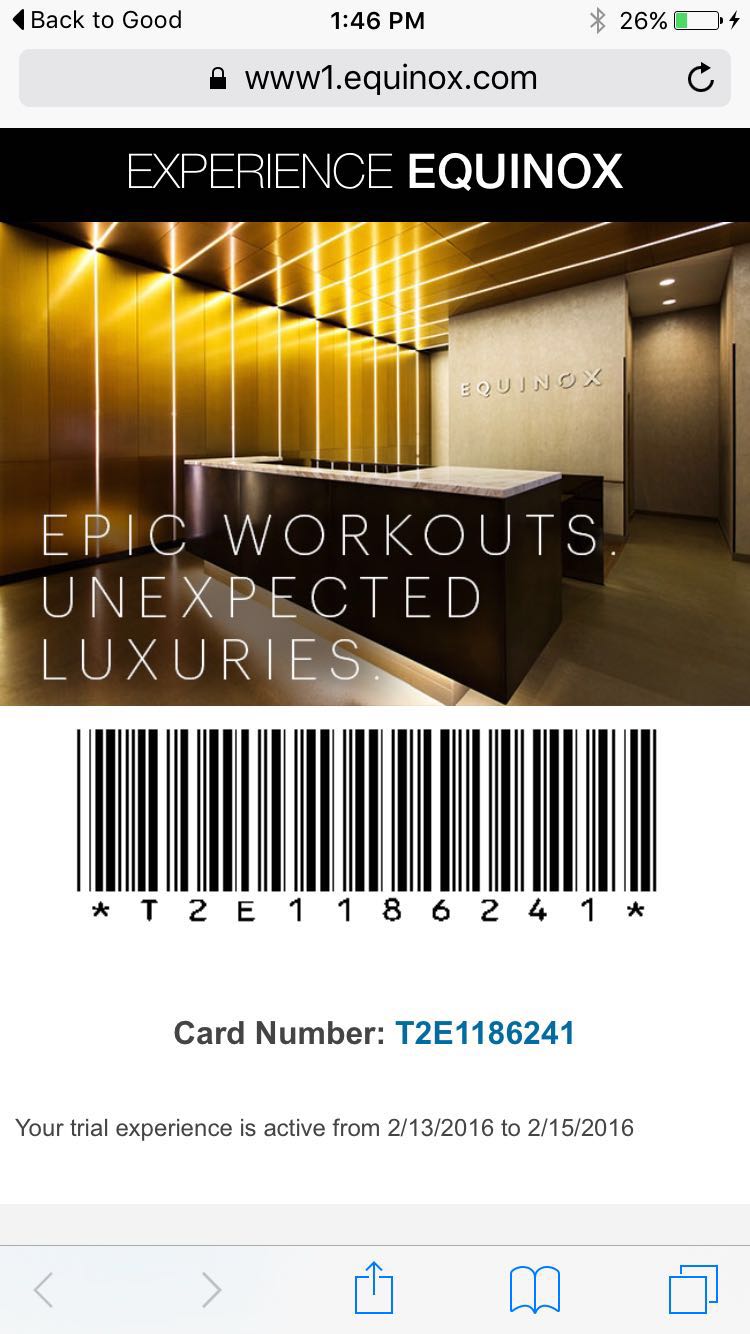 Back to Good
1:46 PM
26%
www1.equinox.com
EXPERIENCE EQUINOX
EQUINOX
EPIC WORKOUTS.
UNEXPECTED
LUXURIES.
*T2E1186241*
Card Number: T2E1186241
Your trial experience is active from 2/13/2016 to 2/15/2016